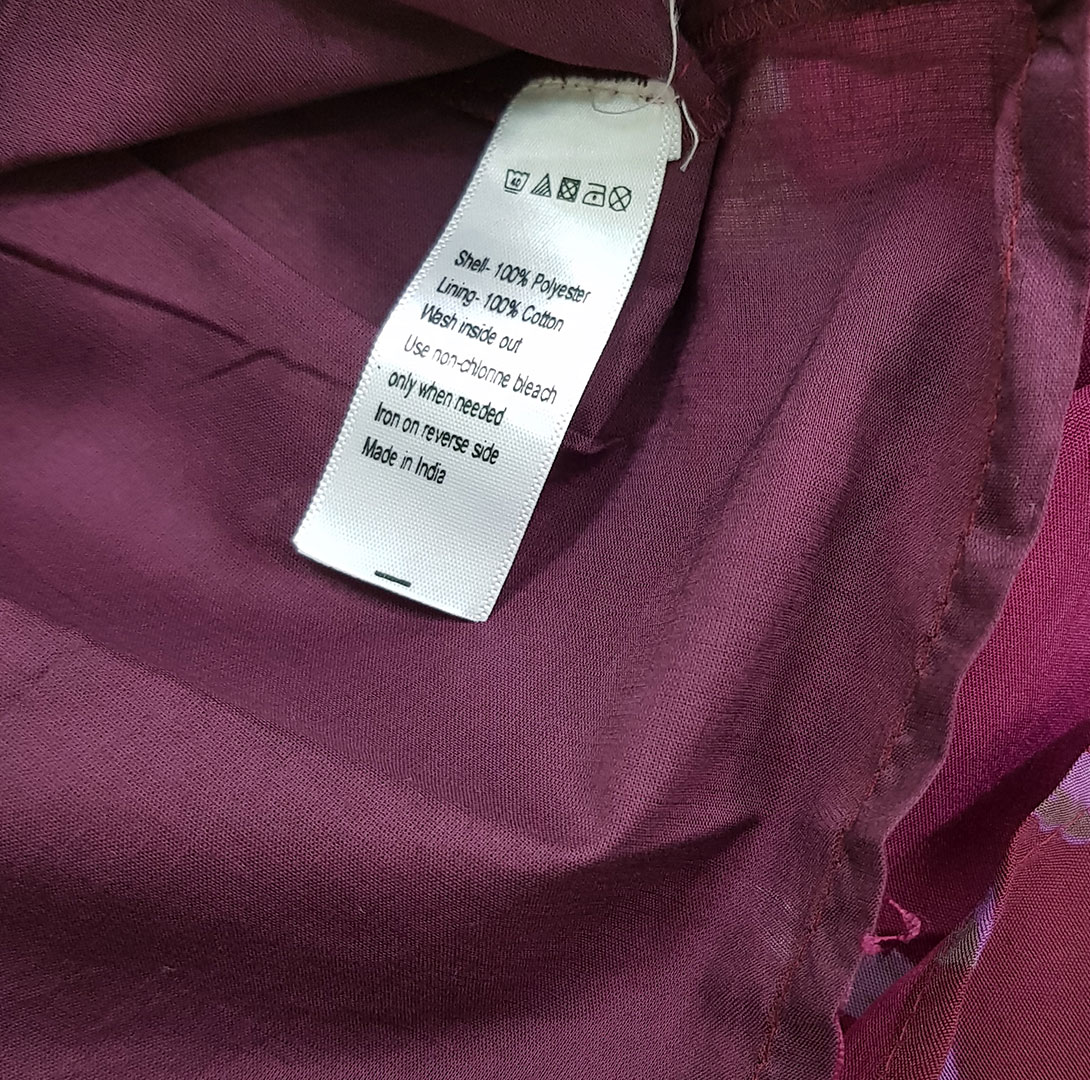 40
Shell- 100% Polyester
Lining- 100% Cotton
Wash inside out
Use non-chlorine bleach
only when needed
Iron on reverse side
Made in India